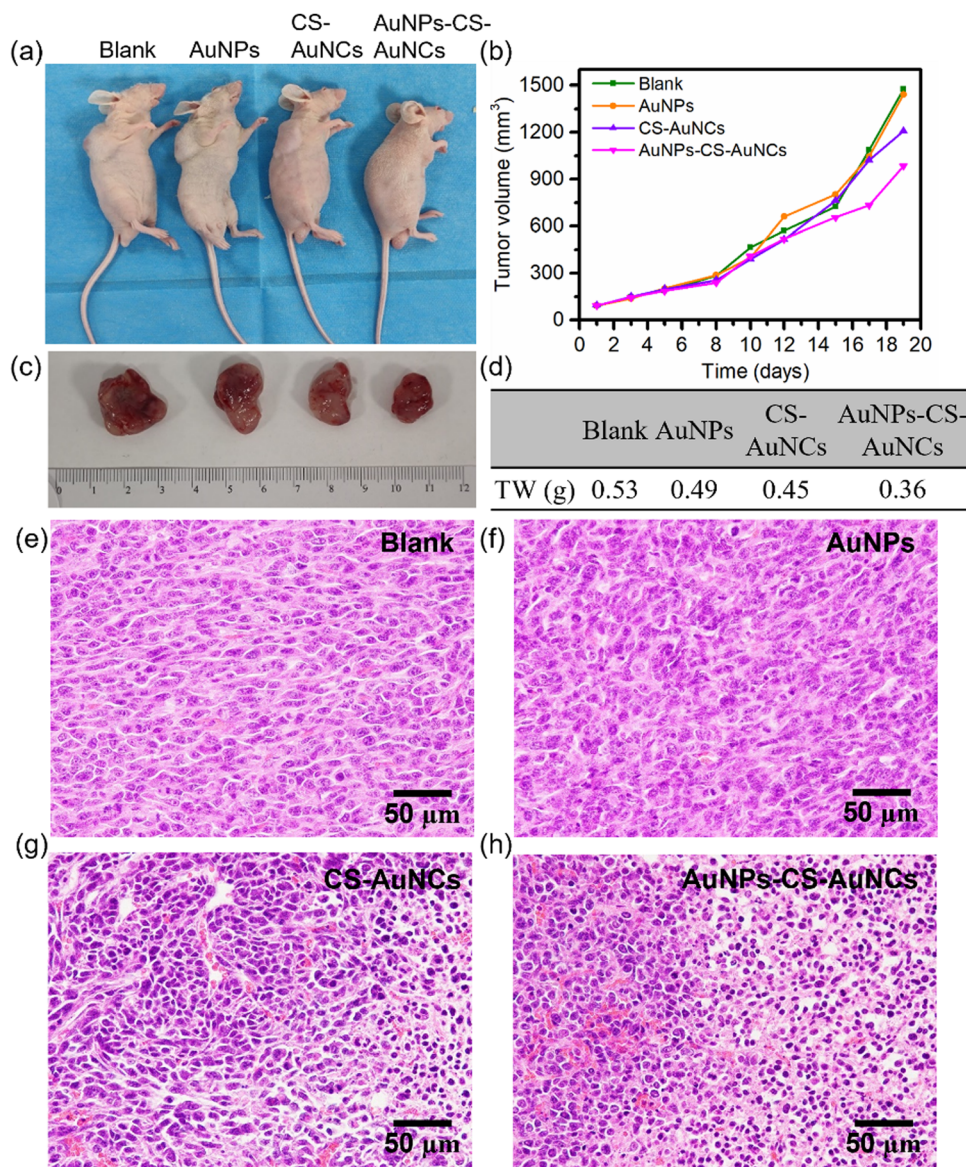 (a)
Blank
AuNPs
CS-
AuNCs
AuNPs-CS-
AuNCs
(b)
Tumor volume (mm³)
1500
1200
900
600
300
0
Blank
AuNPs
CS-AuNCs
AuNPs-CS-AuNCs
0 2 4 6 8 10 12 14 16 18 20
Time (days)
(c)
0 1 2 3 4 5 6 7 8 9 10 11 12
(d)
Blank AuNPs CS-AuNCs AuNPs-CS-AuNCs
TW (g) 0.53 0.49 0.45 0.36
(e)
Blank
50 µm
(f)
AuNPs
50 µm
(g)
CS-AuNCs
50 µm
(h)
AuNPs-CS-AuNCs
50 µm